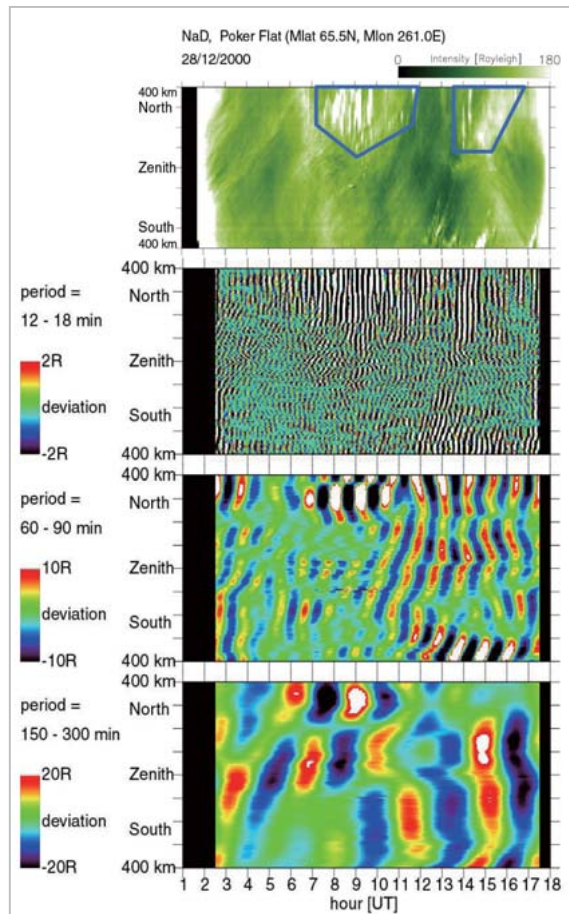 NaD, Poker Flat (Mlat 65.5N, Mlon 261.0E)
28/12/2000
0 Intensity [Rayleigh] 180
400 km
North
Zenith
South
400 km
period =
12 - 18 min
2R
deviation
-2R
400 km
North
Zenith
South
400 km
period =
60 - 90 min
10R
deviation
-10R
400 km
North
Zenith
South
400 km
period =
150 - 300 min
20R
deviation
-20R
North
Zenith
South
400 km
1 2 3 4 5 6 7 8 9 10 11 12 13 14 15 16 17 18
hour [UT]